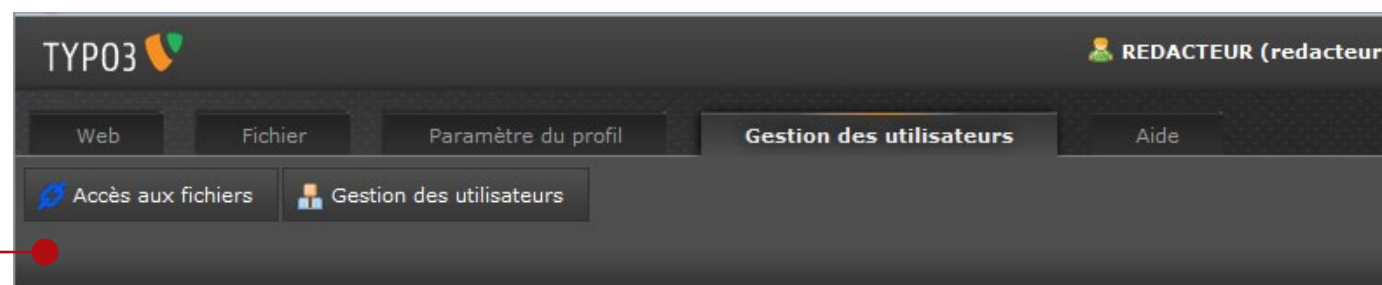 TYPO3
REDACTEUR (redacteur
Web Fichier Paramètre du profil Gestion des utilisateurs Aide
Accès aux fichiers Gestion des utilisateurs